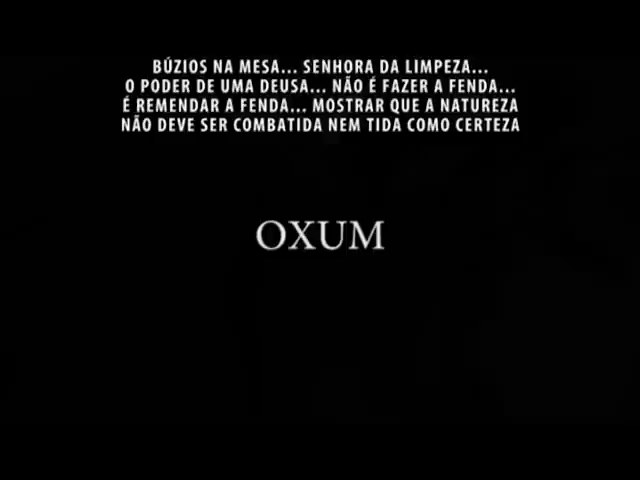 BÚZIOS NA MESA... SENHORA DA LIMPEZA...
O PODER DE UMA DEUSA... NÃO É FAZER A FENDA...
É REMENDAR A FENDA... MOSTRAR QUE A NATUREZA
NÃO DEVE SER COMBATIDA NEM TIDA COMO CERTEZA
OXUM